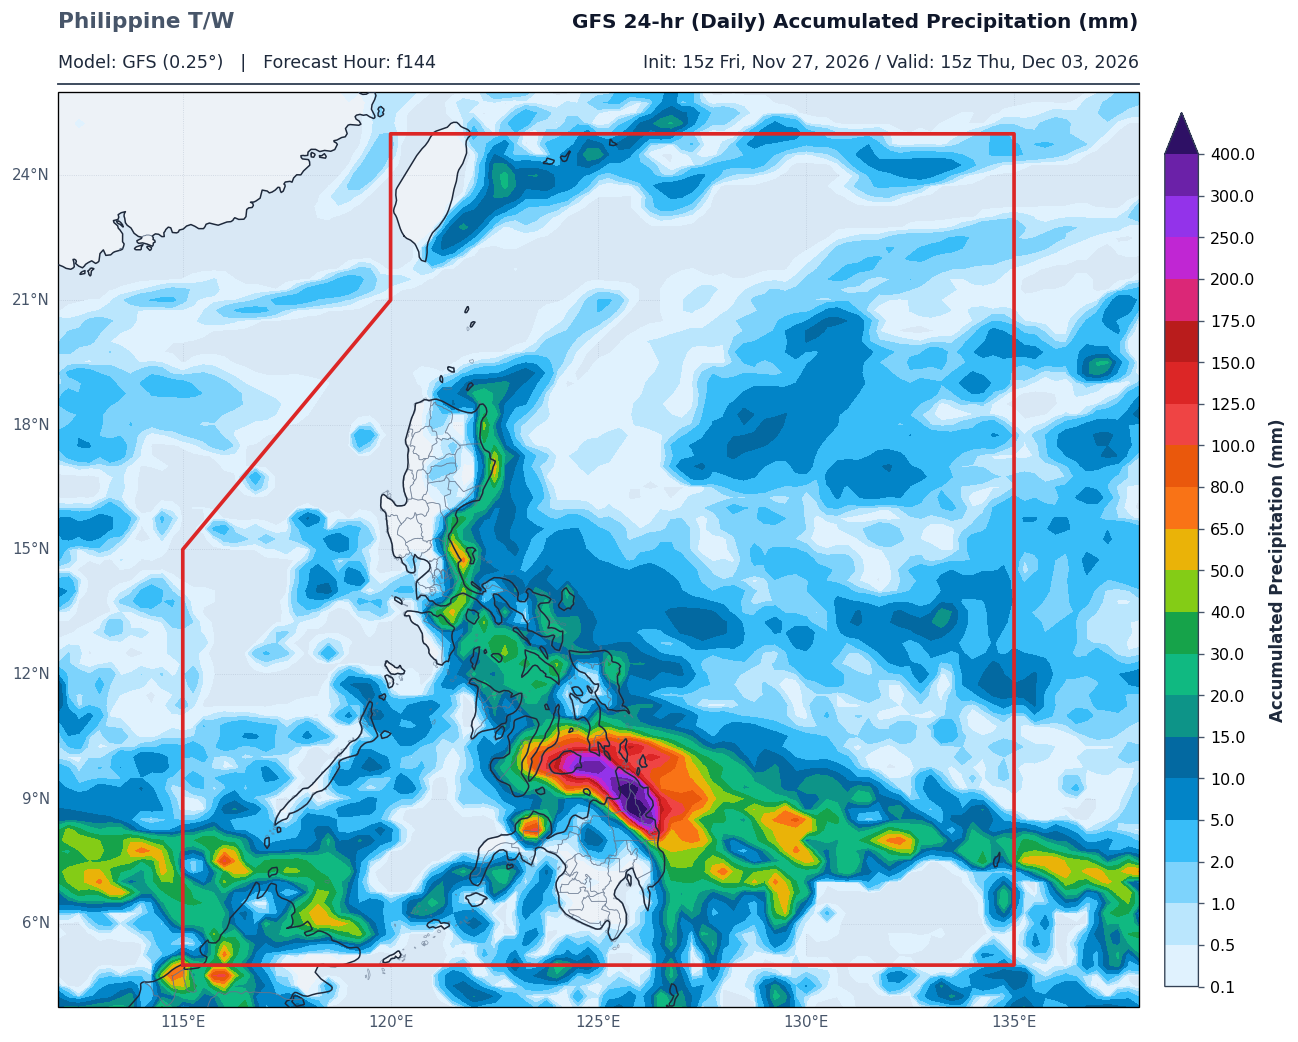 Philippine T/W
GFS 24-hr (Daily) Accumulated Precipitation (mm)
Model: GFS (0.25°) | Forecast Hour: f144
Init: 15z Fri, Nov 27, 2026 / Valid: 15z Thu, Dec 03, 2026
24°N
21°N
18°N
15°N
12°N
9°N
6°N
115°E
120°E
125°E
130°E
135°E
400.0
300.0
250.0
200.0
175.0
150.0
125.0
100.0
80.0
65.0
50.0
40.0
30.0
20.0
15.0
10.0
5.0
2.0
1.0
0.5
0.1
Accumulated Precipitation (mm)